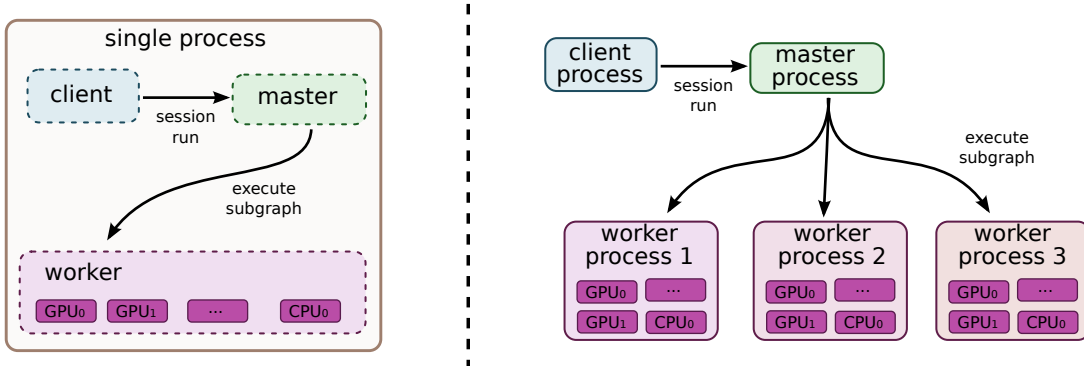 single process
client
master
session
run
execute
subgraph
worker
GPU₀
GPU₁
...
CPU₀
client
process
master
process
session
run
execute
subgraph
worker
process 1
GPU₀
...
GPU₁
CPU₀
worker
process 2
GPU₀
...
GPU₁
CPU₀
worker
process 3
GPU₀
...
GPU₁
CPU₀